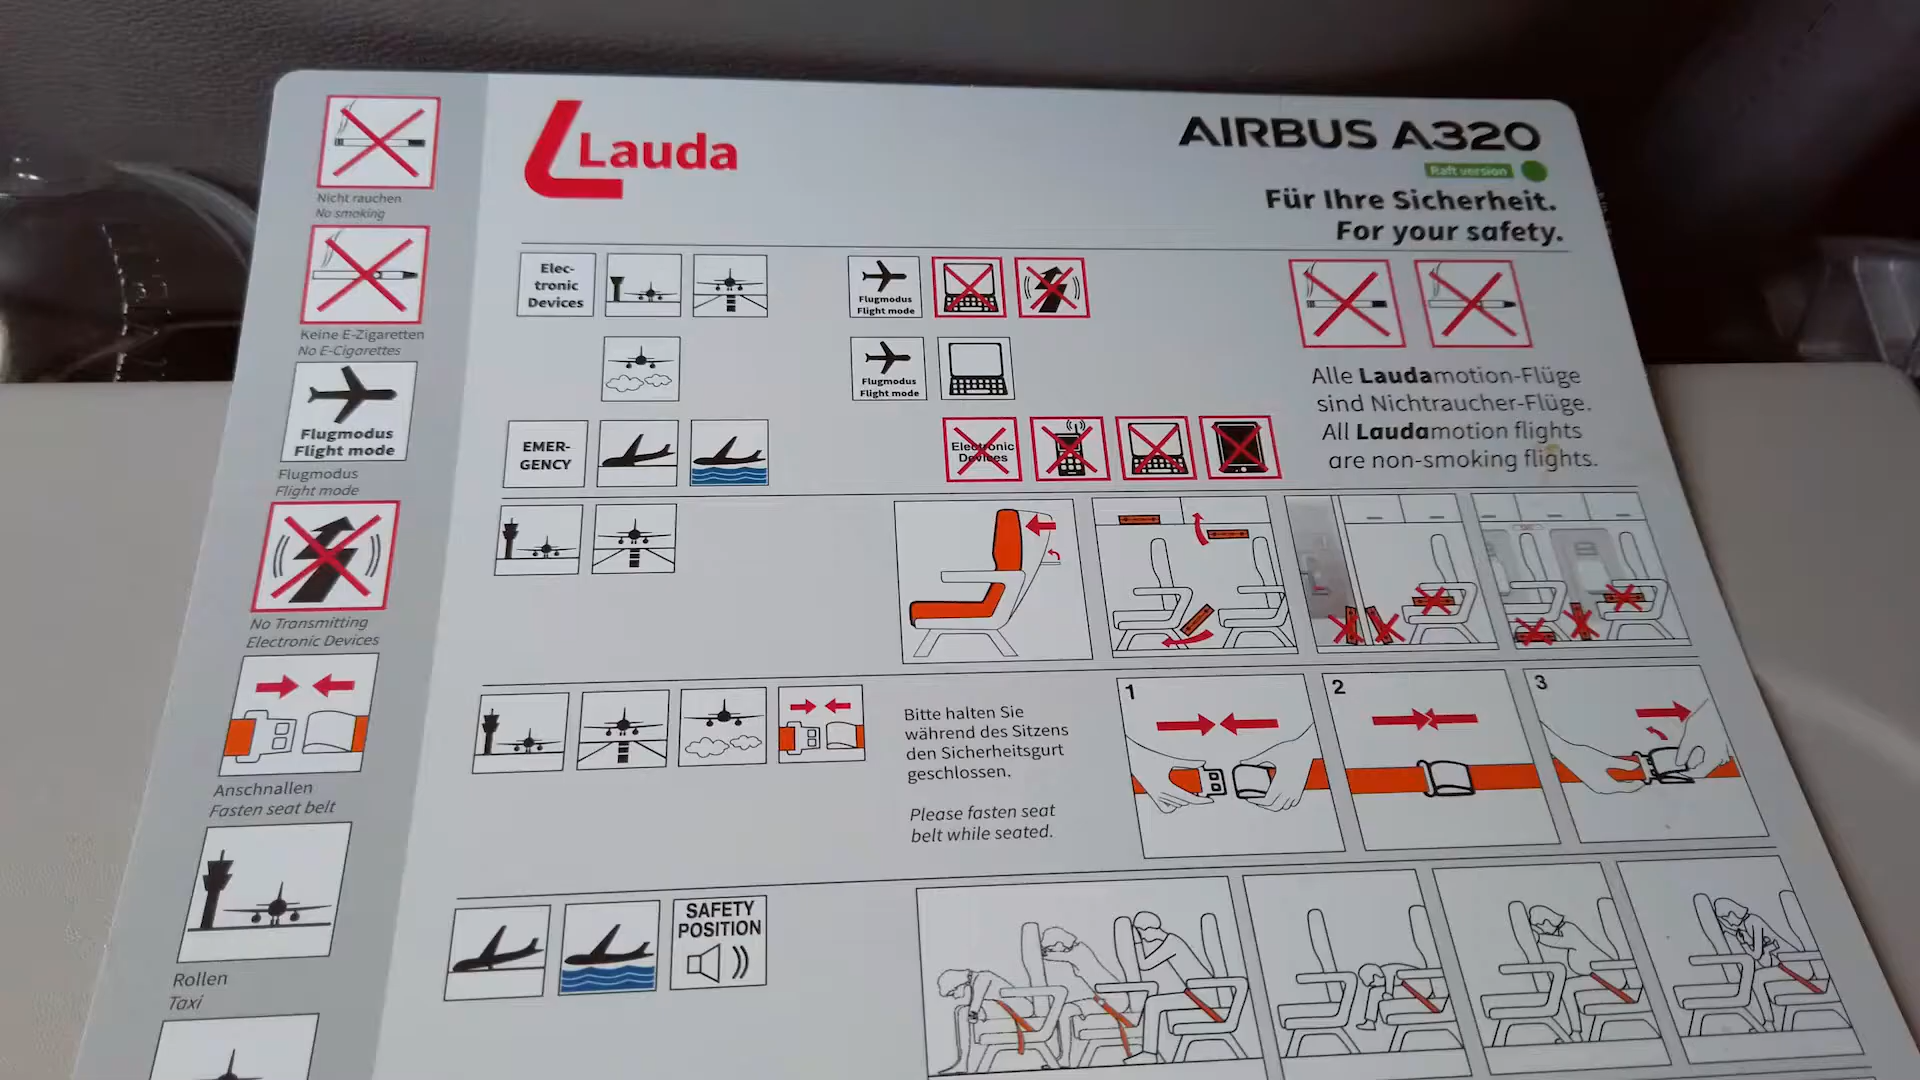 Nicht rauchen
No smoking
Keine E-Zigaretten
No E-Cigarettes
Flugmodus
Flight mode
Flugmodus
Flight mode
No Transmitting
Electronic Devices
Anschnallen
Fasten seat belt
Rollen
Taxi
Lauda
AIRBUS A320
Raft version
Für Ihre Sicherheit.
For your safety.
Elec-
tronic
Devices
Flugmodus
Flight mode
Flugmodus
Flight mode
EMER-
GENCY
Electronic
Devices
Alle Laudamotion-Flüge
sind Nichtraucher-Flüge.
All Laudamotion flights
are non-smoking flights.
Bitte halten Sie
während des Sitzens
den Sicherheitsgurt
geschlossen.
Please fasten seat
belt while seated.
1
2
3
SAFETY
POSITION